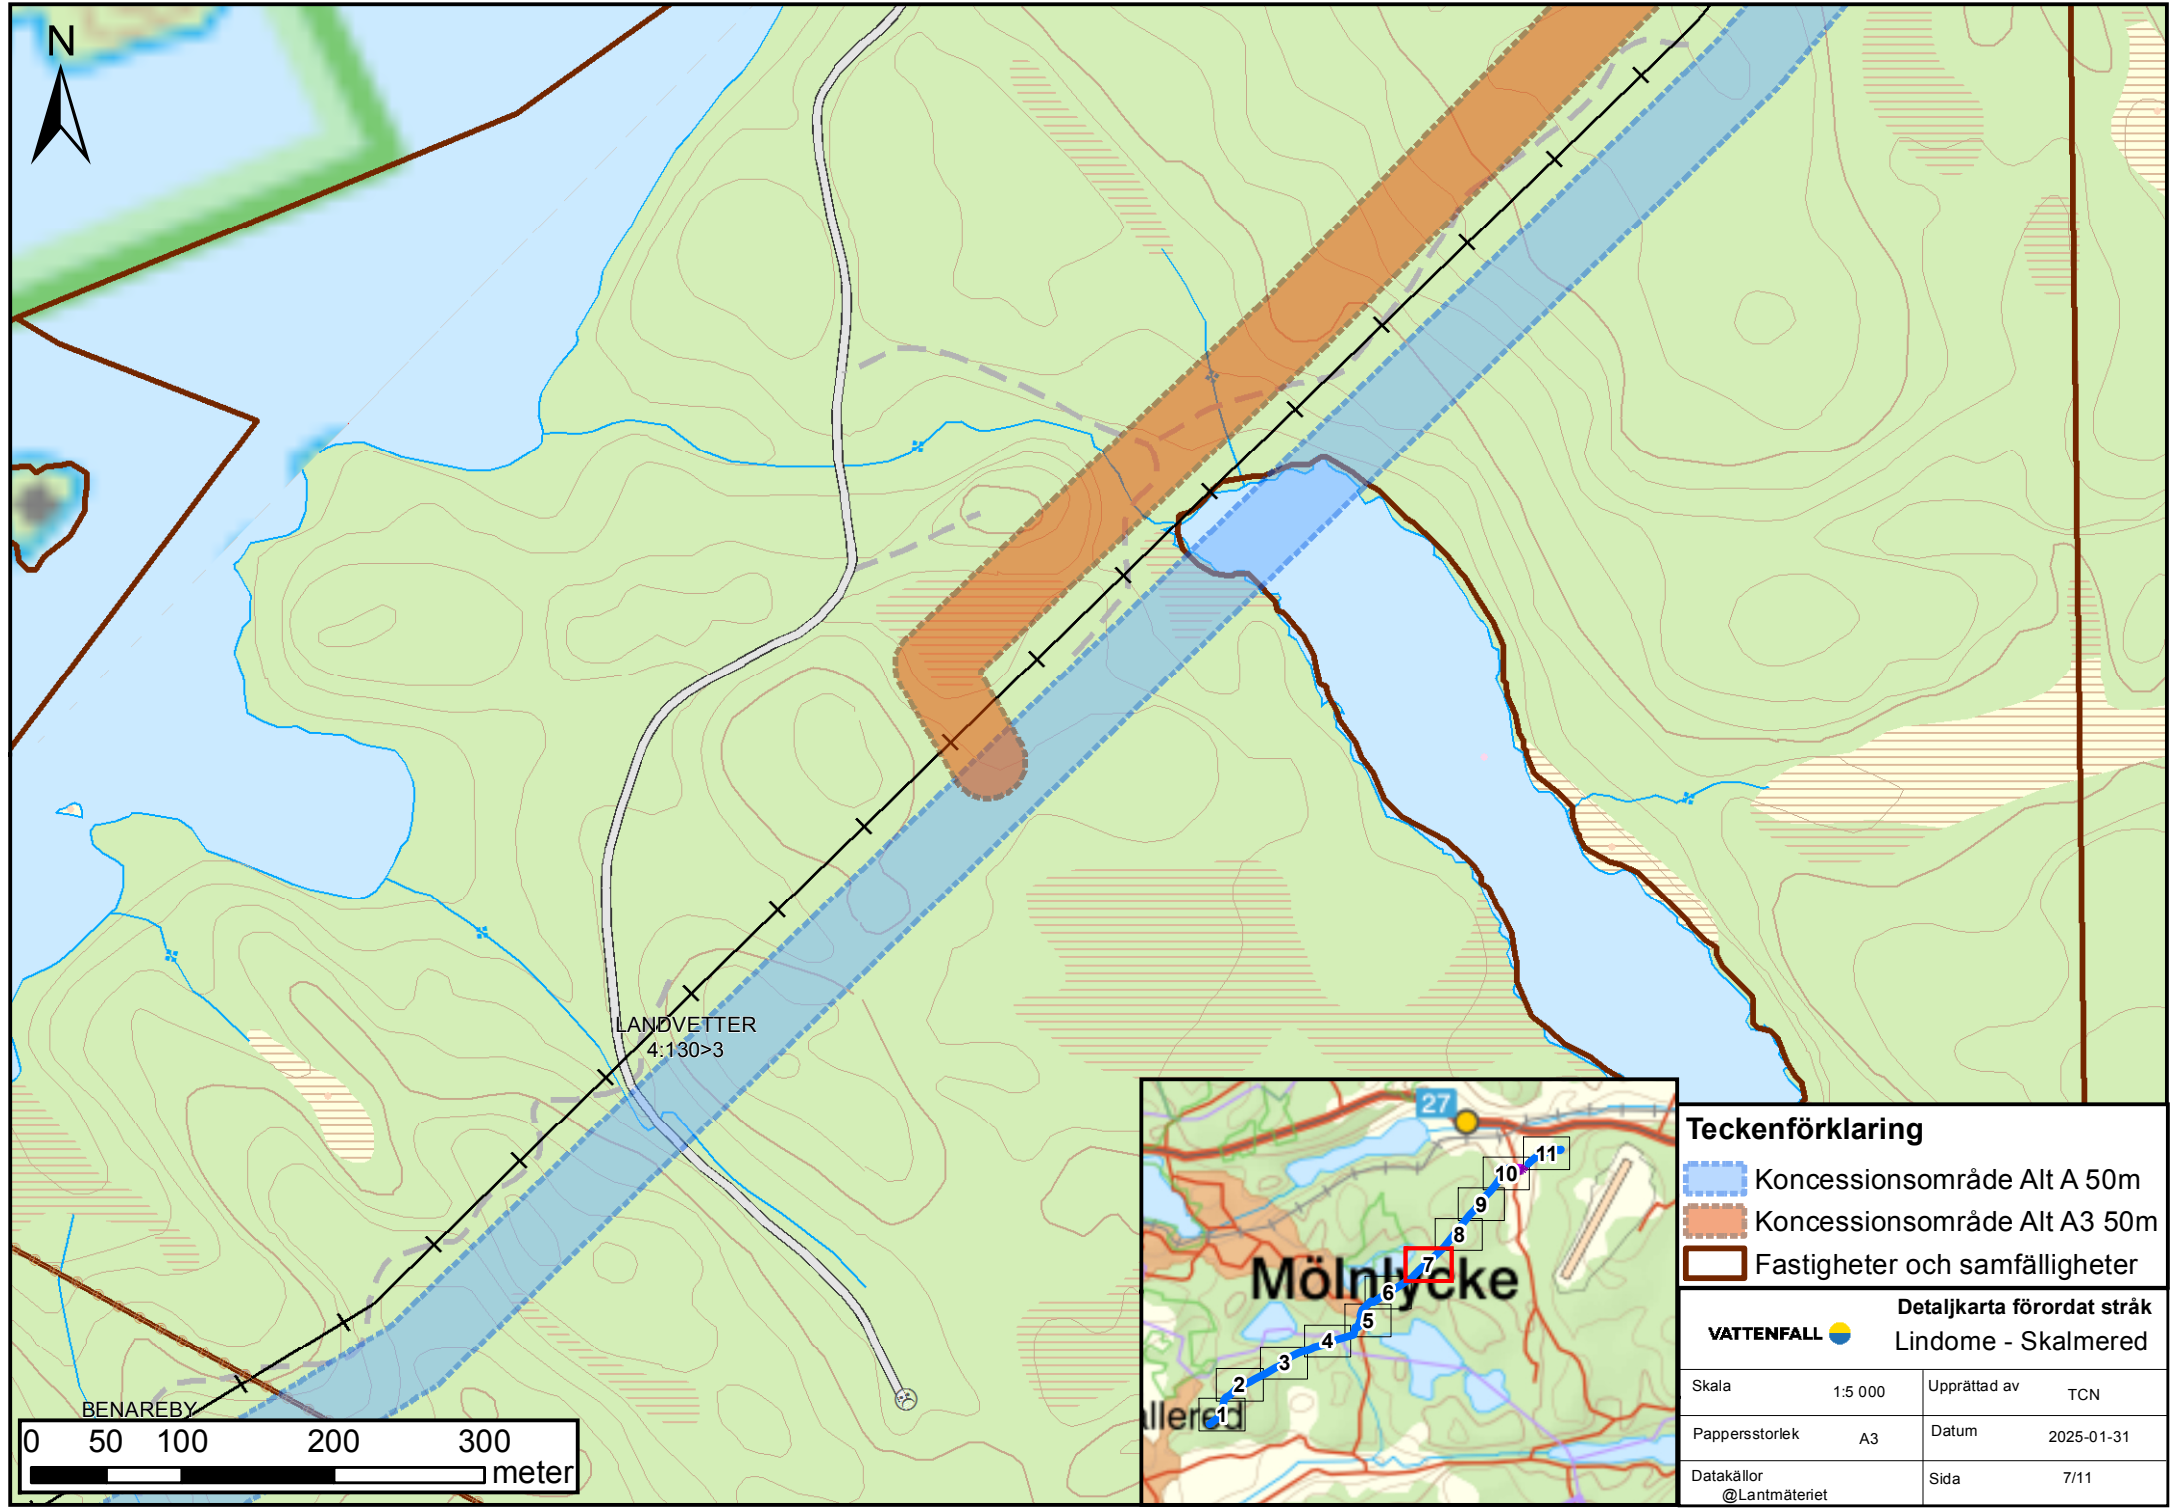 N
LANDVETTER
4:130>3
BENAREBY
0 50 100 200 300
meter
27
11
10
9
8
Mölnlycke
7
6
5
4
3
2
1
llered
Teckenförklaring
Koncessionsområde Alt A 50m
Koncessionsområde Alt A3 50m
Fastigheter och samfälligheter
VATTENFALL
Detaljkarta förordat stråk
Lindome - Skalmered
Skala 1:5 000
Upprättad av TCN
Pappersstorlek A3
Datum 2025-01-31
Datakällor
@Lantmäteriet
Sida 7/11